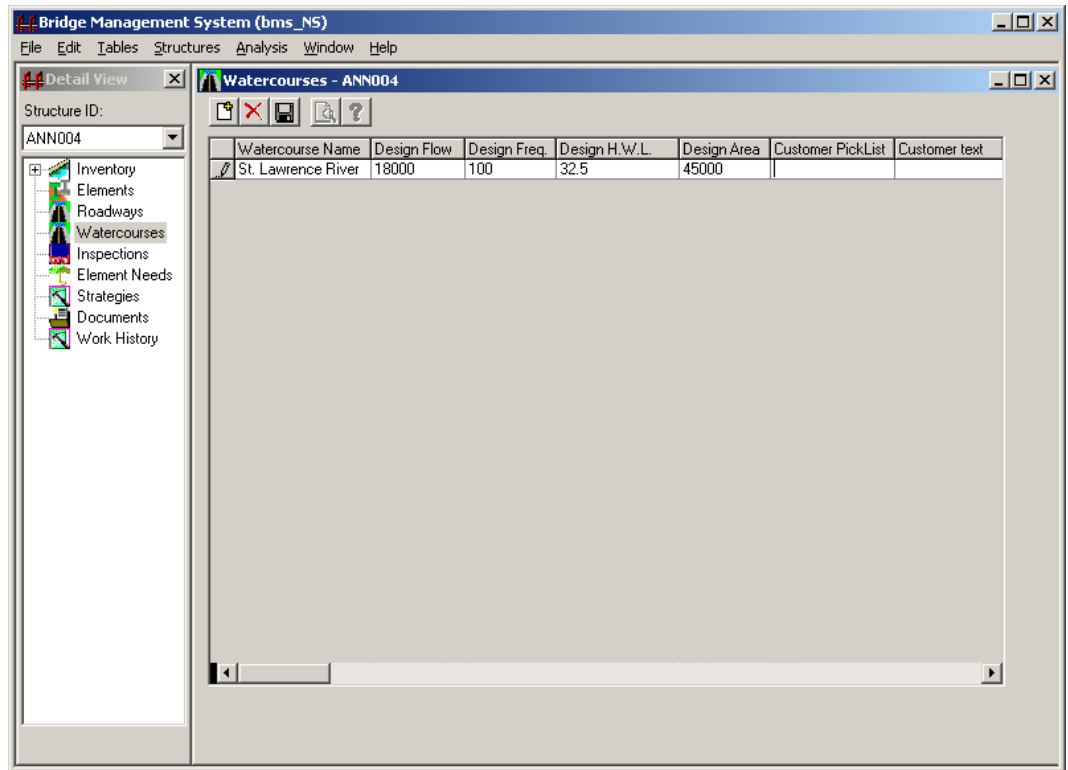 Bridge Management System (bms_NS)
File Edit Tables Structures Analysis Window Help
Detail View
Structure ID:
ANN004
Inventory
Elements
Roadways
Watercourses
Inspections
Element Needs
Strategies
Documents
Work History
Watercourses - ANN004
Watercourse Name Design Flow Design Freq. Design H.W.L. Design Area Customer PickList Customer text
St. Lawrence River 18000 100 32.5 45000